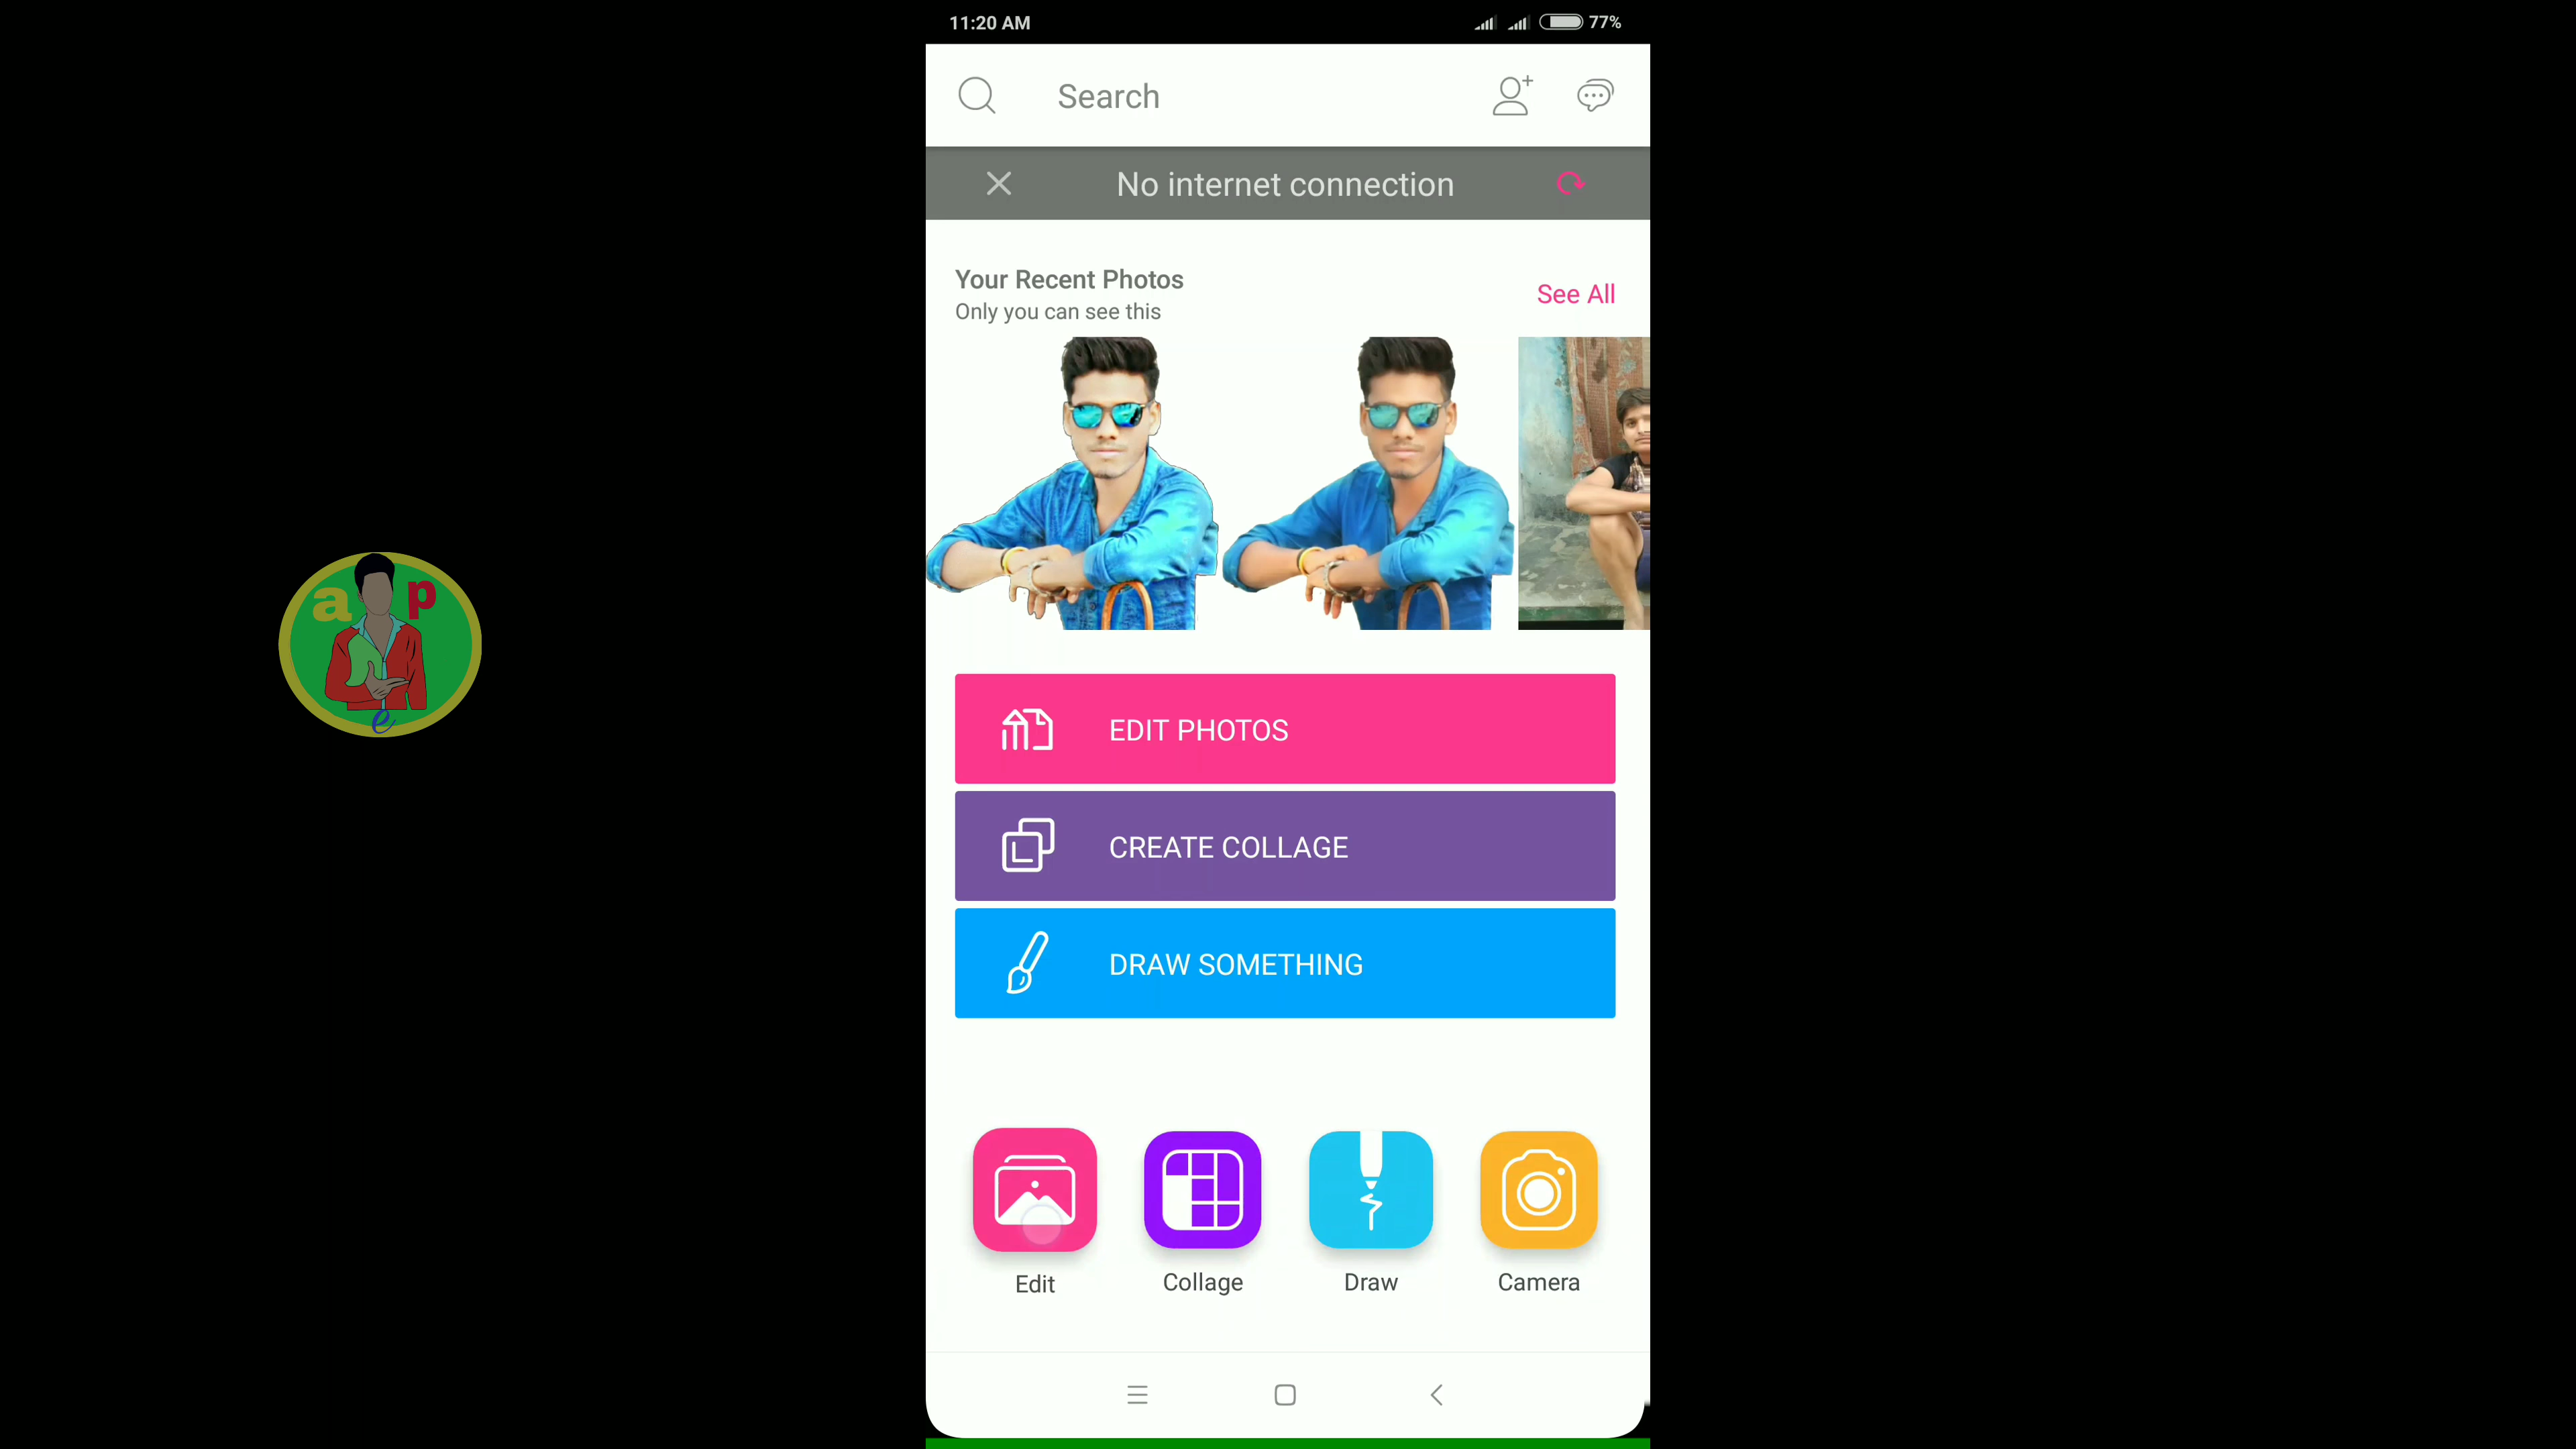 11:20 AM
77%
Search
No internet connection
Your Recent Photos
See All
Only you can see this
a p
e
EDIT PHOTOS
CREATE COLLAGE
DRAW SOMETHING
Edit
Collage
Draw
Camera